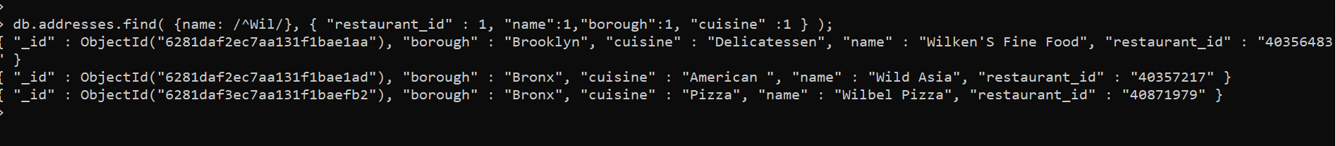 >
> db.addresses.find( {name: /^Wil/}, { "restaurant_id" : 1, "name":1,"borough":1, "cuisine" :1 } );
{ "_id" : ObjectId("6281daf2ec7aa131f1bae1aa"), "borough" : "Brooklyn", "cuisine" : "Delicatessen", "name" : "Wilken'S Fine Food", "restaurant_id" : "40356483
" }
{ "_id" : ObjectId("6281daf2ec7aa131f1bae1ad"), "borough" : "Bronx", "cuisine" : "American ", "name" : "Wild Asia", "restaurant_id" : "40357217" }
{ "_id" : ObjectId("6281daf3ec7aa131f1baefb2"), "borough" : "Bronx", "cuisine" : "Pizza", "name" : "Wilbel Pizza", "restaurant_id" : "40871979" }
>